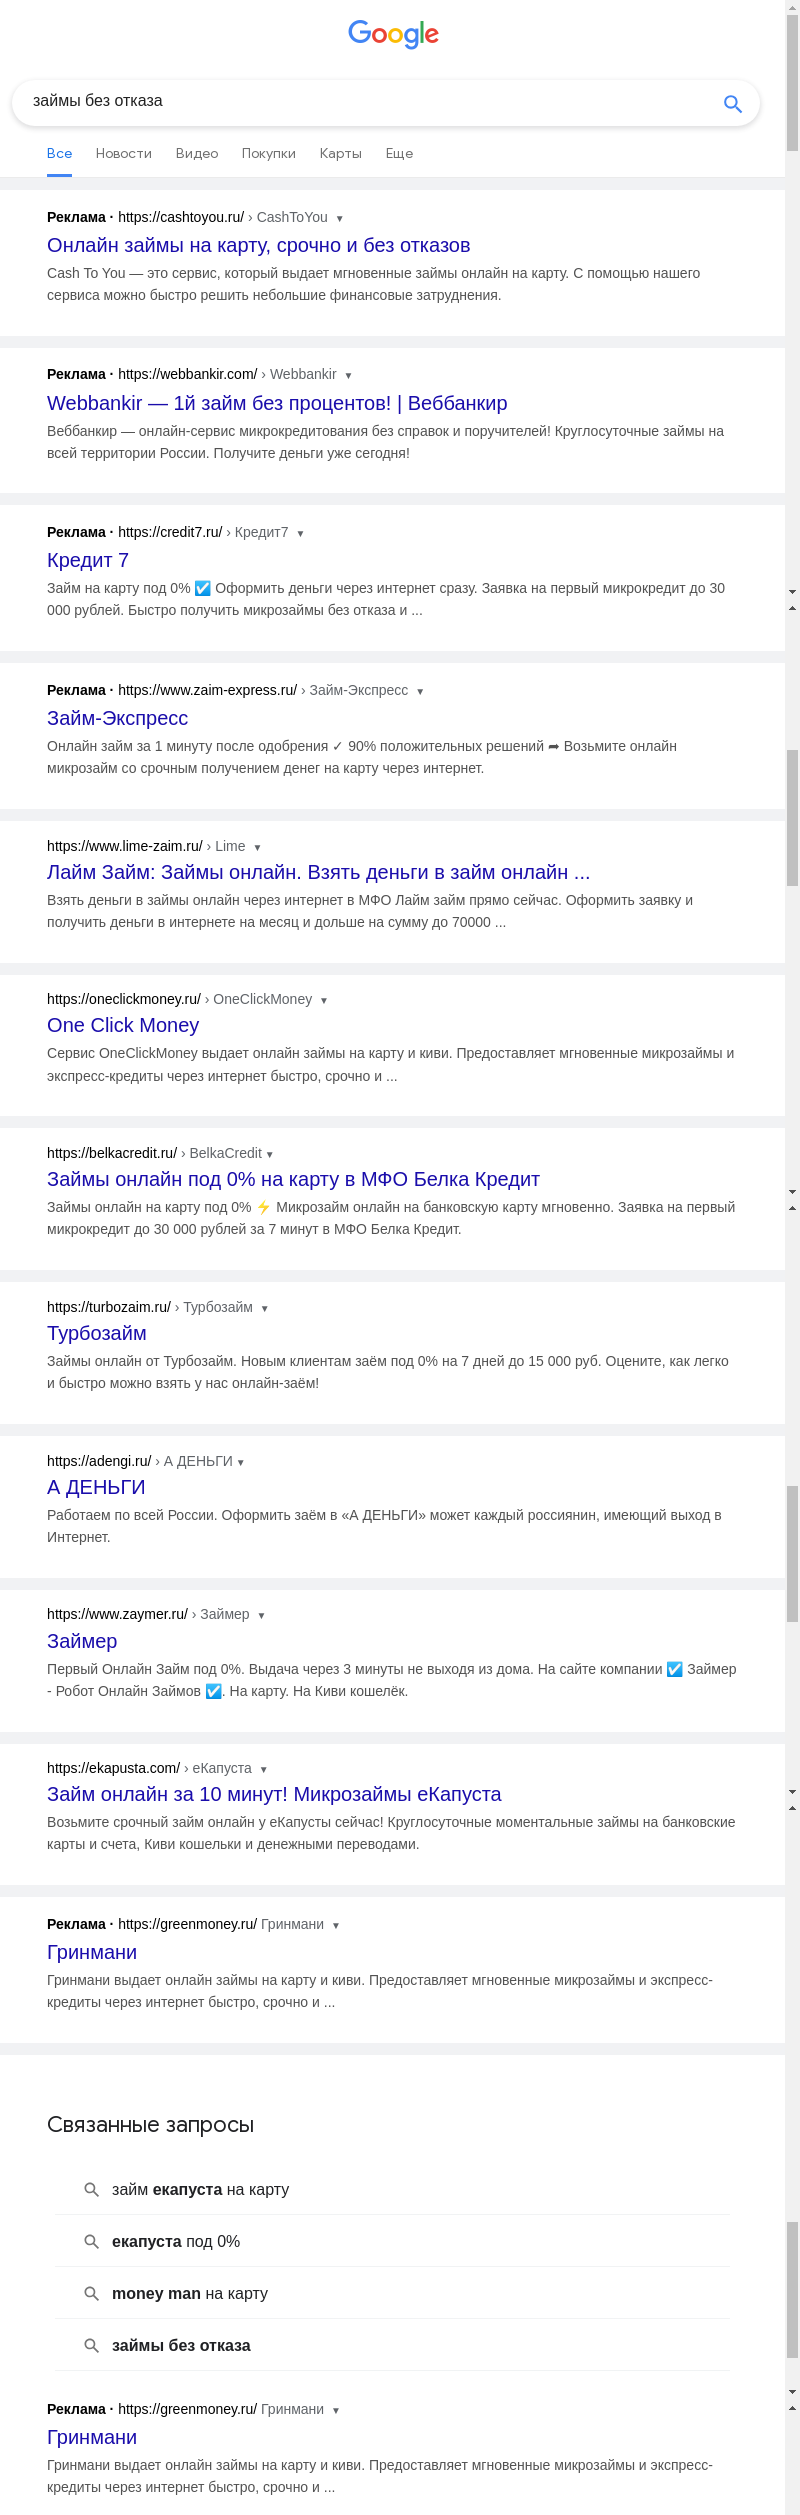 Google
займы без отказа
Все Новости Видео Покупки Карты Еще
Реклама · https://cashtoyou.ru/ › CashToYou ▼
Онлайн займы на карту, срочно и без отказов
Cash To You — это сервис, который выдает мгновенные займы онлайн на карту. С помощью нашего
сервиса можно быстро решить небольшие финансовые затруднения.
Реклама · https://webbankir.com/ › Webbankir ▼
Webbankir — 1й займ без процентов! | Веббанкир
Веббанкир — онлайн-сервис микрокредитования без справок и поручителей! Круглосуточные займы на
всей территории России. Получите деньги уже сегодня!
Реклама · https://credit7.ru/ › Кредит7 ▼
Кредит 7
Займ на карту под 0% ☑️ Оформить деньги через интернет сразу. Заявка на первый микрокредит до 30
000 рублей. Быстро получить микрозаймы без отказа и ...
Реклама · https://www.zaim-express.ru/ › Займ-Экспресс ▼
Займ-Экспресс
Онлайн займ за 1 минуту после одобрения ✓ 90% положительных решений ➦ Возьмите онлайн
микрозайм со срочным получением денег на карту через интернет.
https://www.lime-zaim.ru/ › Lime ▼
Лайм Займ: Займы онлайн. Взять деньги в займ онлайн ...
Взять деньги в займы онлайн через интернет в МФО Лайм займ прямо сейчас. Оформить заявку и
получить деньги в интернете на месяц и дольше на сумму до 70000 ...
https://oneclickmoney.ru/ › OneClickMoney ▼
One Click Money
Сервис OneClickMoney выдает онлайн займы на карту и киви. Предоставляет мгновенные микрозаймы и
экспресс-кредиты через интернет быстро, срочно и ...
https://belkacredit.ru/ › BelkaCredit ▼
Займы онлайн под 0% на карту в МФО Белка Кредит
Займы онлайн на карту под 0% ⚡ Микрозайм онлайн на банковскую карту мгновенно. Заявка на первый
микрокредит до 30 000 рублей за 7 минут в МФО Белка Кредит.
https://turbozaim.ru/ › Турбозайм ▼
Турбозайм
Займы онлайн от Турбозайм. Новым клиентам заём под 0% на 7 дней до 15 000 руб. Оцените, как легко
и быстро можно взять у нас онлайн-заём!
https://adengi.ru/ › А ДЕНЬГИ ▼
А ДЕНЬГИ
Работаем по всей России. Оформить заём в «А ДЕНЬГИ» может каждый россиянин, имеющий выход в
Интернет.
https://www.zaymer.ru/ › Займер ▼
Займер
Первый Онлайн Займ под 0%. Выдача через 3 минуты не выходя из дома. На сайте компании ☑️ Займер
- Робот Онлайн Займов ☑️. На карту. На Киви кошелёк.
https://ekapusta.com/ › еКапуста ▼
Займ онлайн за 10 минут! Микрозаймы еКапуста
Возьмите срочный займ онлайн у еКапусты сейчас! Круглосуточные моментальные займы на банковские
карты и счета, Киви кошельки и денежными переводами.
Реклама · https://greenmoney.ru/ Гринмани ▼
Гринмани
Гринмани выдает онлайн займы на карту и киви. Предоставляет мгновенные микрозаймы и экспресс-
кредиты через интернет быстро, срочно и ...
Связанные запросы
займ екапуста на карту
екапуста под 0%
money man на карту
займы без отказа
Реклама · https://greenmoney.ru/ Гринмани ▼
Гринмани
Гринмани выдает онлайн займы на карту и киви. Предоставляет мгновенные микрозаймы и экспресс-
кредиты через интернет быстро, срочно и ...